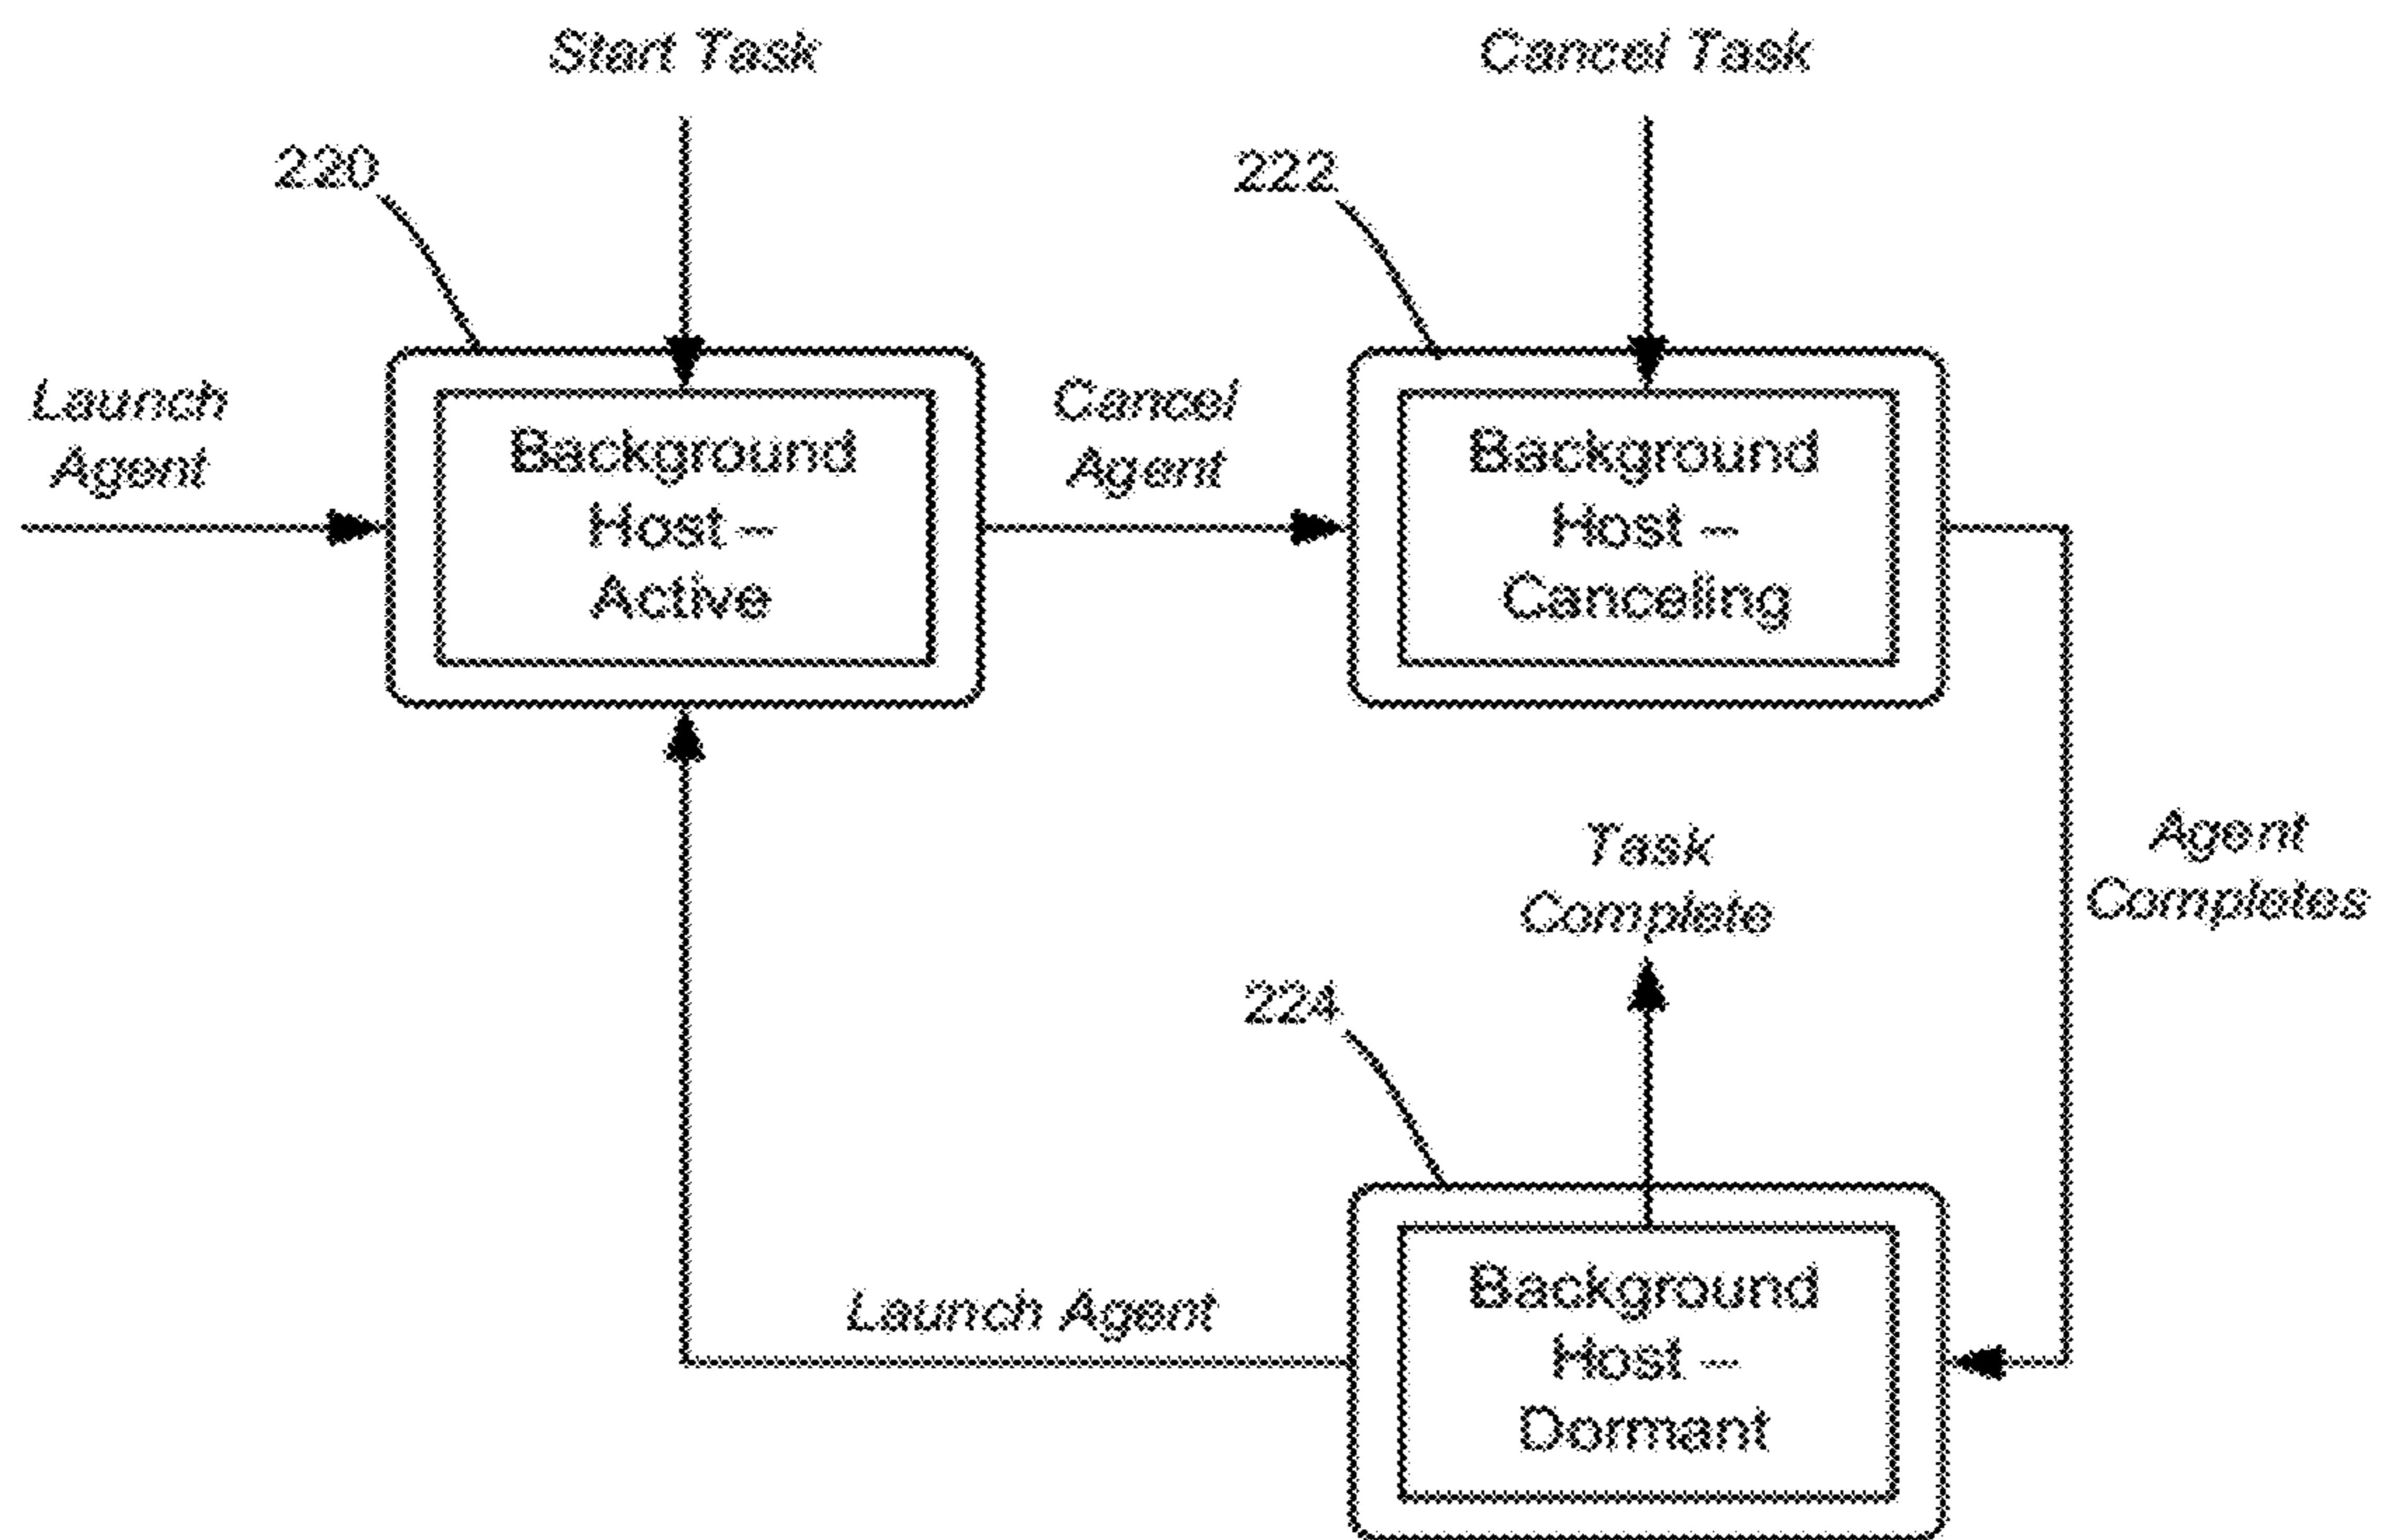 Start Task
Cancel Task
220
222
Launch
Agent
Background
Host –
Active
Cancel
Agent
Background
Host –
Canceling
Task
Complete
Agent
Completes
224
Launch Agent
Background
Host –
Dormant